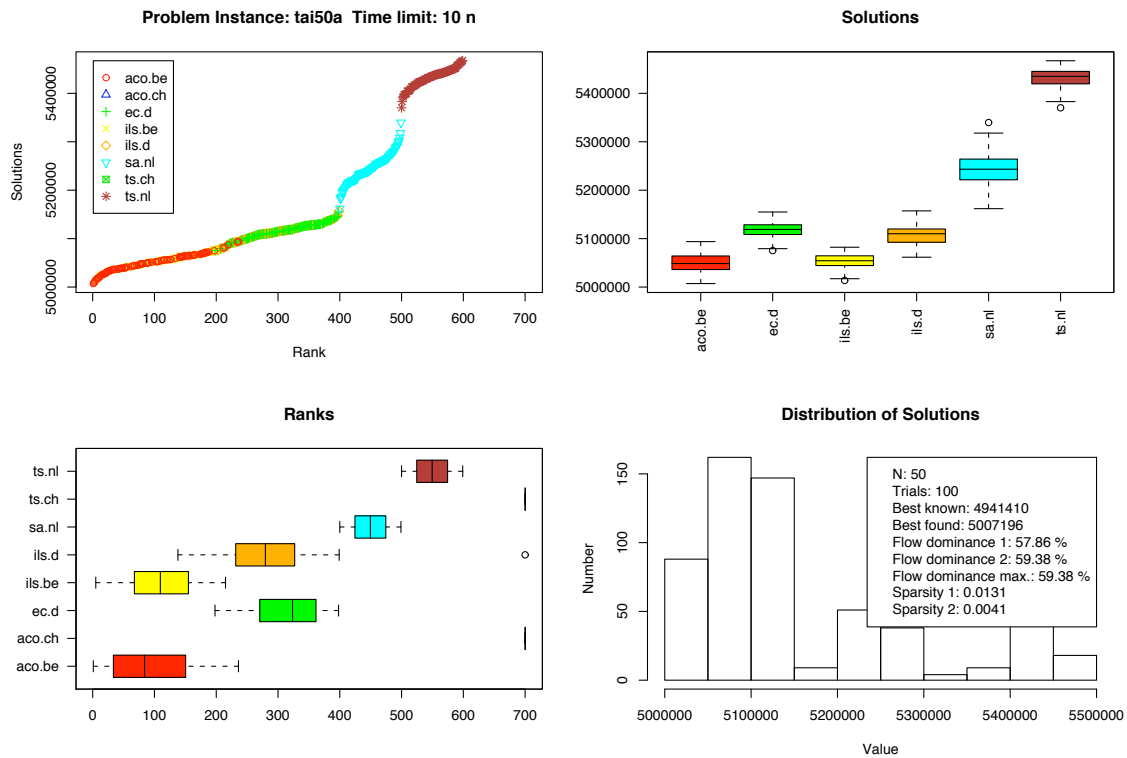 Problem Instance: tai50a  Time limit: 10 n
Solutions
5000000
5200000
5400000
aco.be
aco.ch
ec.d
ils.be
ils.d
sa.nl
ts.ch
ts.nl
0 100 200 300 400 500 600 700
Rank
Solutions
5400000
5300000
5200000
5100000
5000000
aco.be
ec.d
ils.be
ils.d
sa.nl
ts.nl
Ranks
ts.nl
ts.ch
sa.nl
ils.d
ils.be
ec.d
aco.ch
aco.be
0 100 200 300 400 500 600 700
Distribution of Solutions
Number
0
50
100
150
N: 50
Trials: 100
Best known: 4941410
Best found: 5007196
Flow dominance 1: 57.86 %
Flow dominance 2: 59.38 %
Flow dominance max.: 59.38 %
Sparsity 1: 0.0131
Sparsity 2: 0.0041
5000000 5100000 5200000 5300000 5400000 5500000
Value